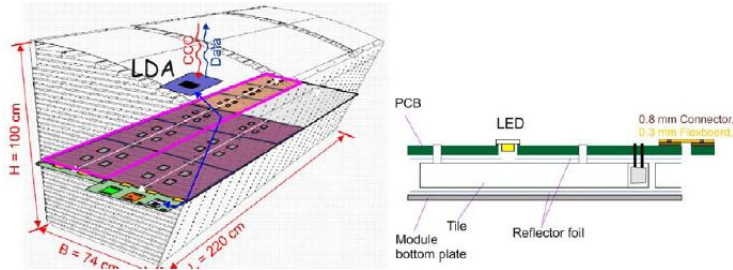 LDA
CCC
Data
H = 100 cm
B = 74 cm
L = 220 cm
PCB
LED
0.8 mm Connector,
0.3 mm Flexboard,
Tile
Module
bottom plate
Reflector foil